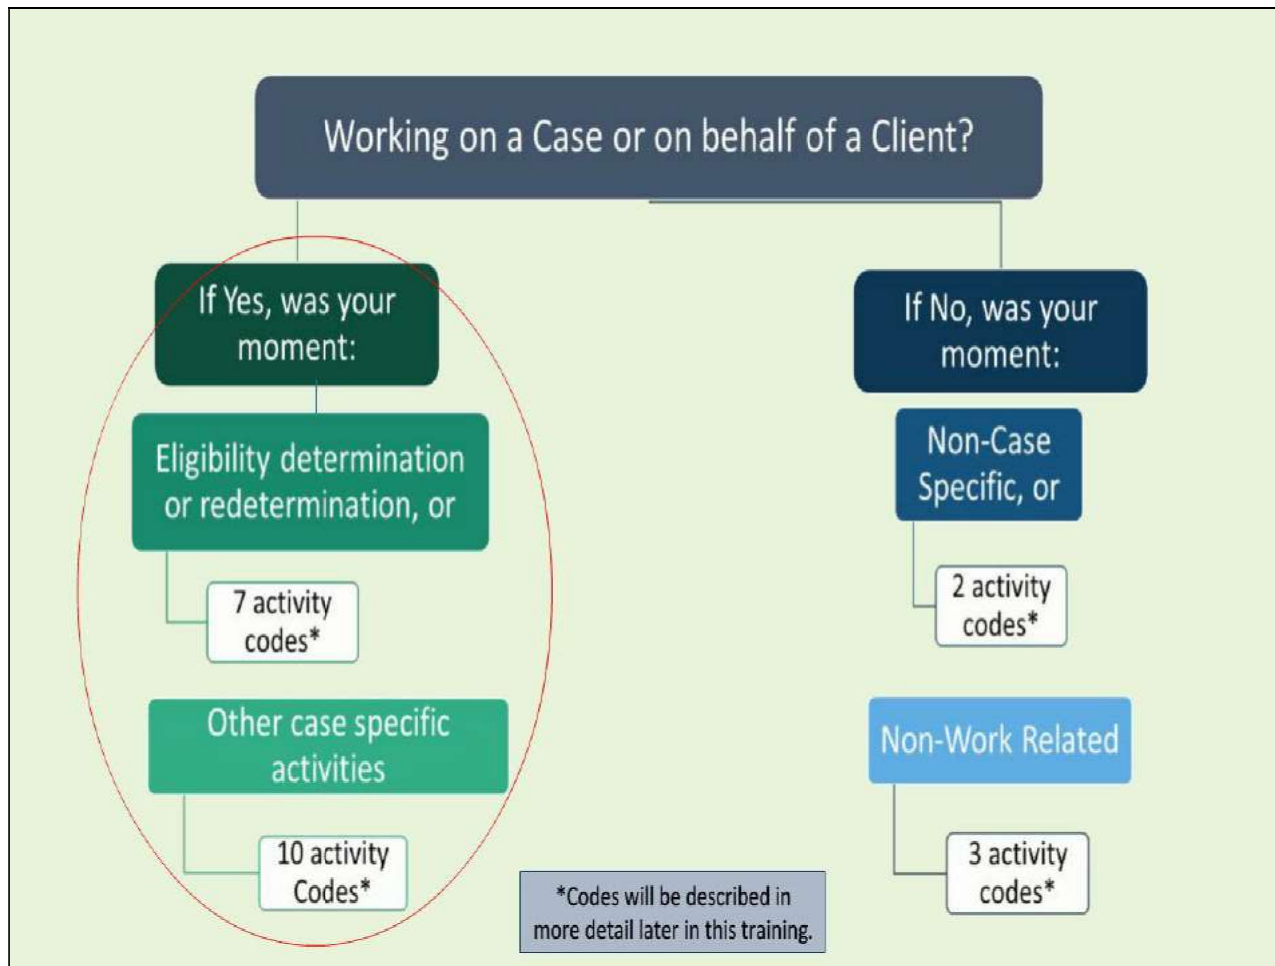 Working on a Case or on behalf of a Client?
If Yes, was your
moment:
Eligibility determination
or redetermination, or
7 activity
codes*
Other case specific
activities
10 activity
Codes*
If No, was your
moment:
Non-Case
Specific, or
2 activity
codes*
Non-Work Related
3 activity
codes*
*Codes will be described in
more detail later in this training.